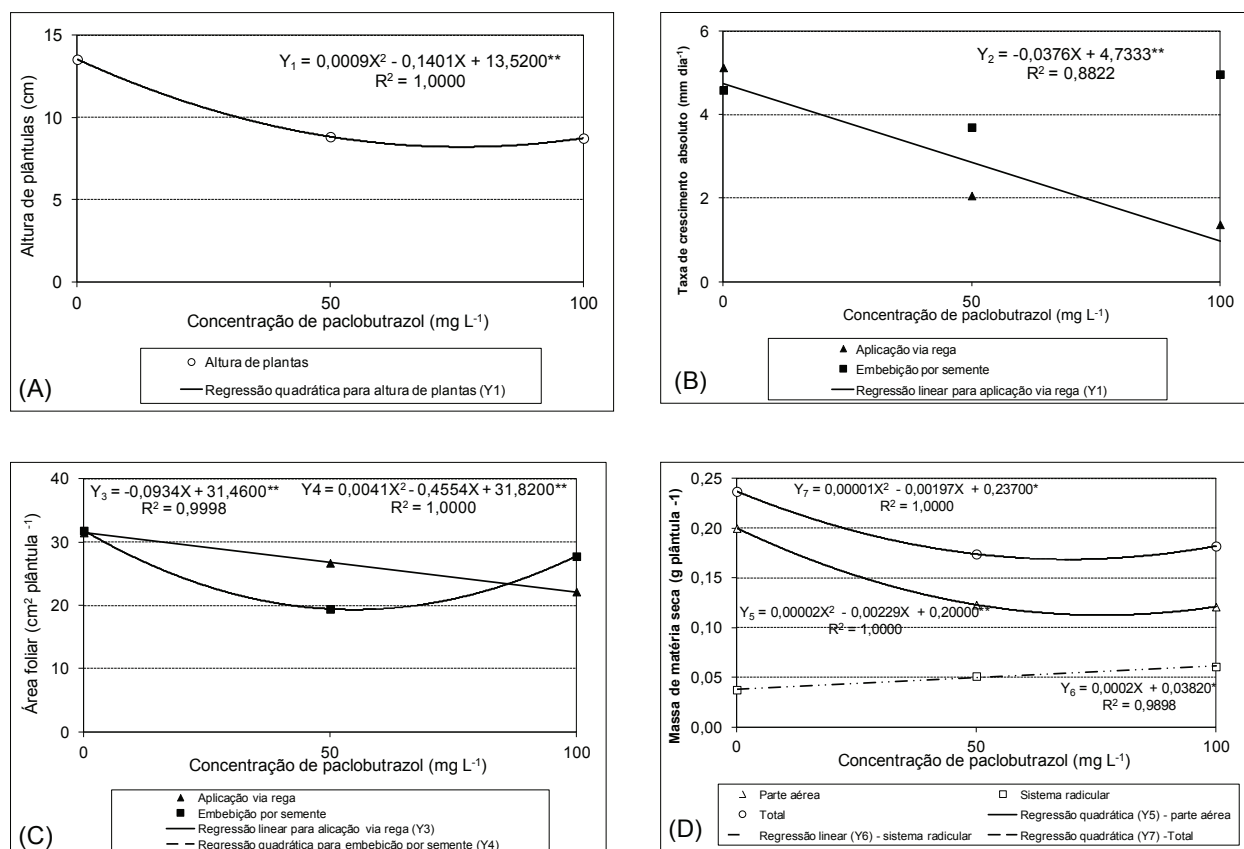 Y₁ = 0,0009X² - 0,1401X + 13,5200**
R² = 1,0000
Altura de plântulas (cm)
15
10
5
0
0 50 100
Concentração de paclobutrazol (mg L⁻¹)
Altura de plantas
Regressão quadrática para altura de plantas (Y1)
(A)
Y₂ = -0,0376X + 4,7333**
R² = 0,8822
Taxa de crescimento absoluto (mm dia⁻¹)
6
4
2
0
0 50 100
Concentração de paclobutrazol (mg L⁻¹)
Aplicação via rega
Embebição por semente
Regressão linear para aplicação via rega (Y1)
(B)
Y₃ = -0,0934X + 31,4600** Y4 = 0,0041X² - 0,4554X + 31,8200**
R² = 0,9998 R² = 1,0000
Área foliar (cm² plântula ⁻¹)
40
30
20
10
0
0 50 100
Concentração de paclobutrazol (mg L⁻¹)
Aplicação via rega
Embebição por semente
Regressão linear para alicação via rega (Y3)
Regressão quadrática para embebição por semente (Y4)
(C)
Y₇ = 0,00001X² - 0,00197X + 0,23700*
R² = 1,0000
Y₅ = 0,00002X² - 0,00229X + 0,20000**
R² = 1,0000
Y₆ = 0,0002X + 0,03820*
R² = 0,9898
Massa de matéria seca (g plântula -1)
0,25
0,20
0,15
0,10
0,05
0,00
0 50 100
Concentração de paclobutrazol (mg L⁻¹)
Parte aérea Sistema radicular
Total Regressão quadrática (Y5) - parte aérea
Regressão linear (Y6) - sistema radicular Regressão quadrática (Y7) -Total
(D)